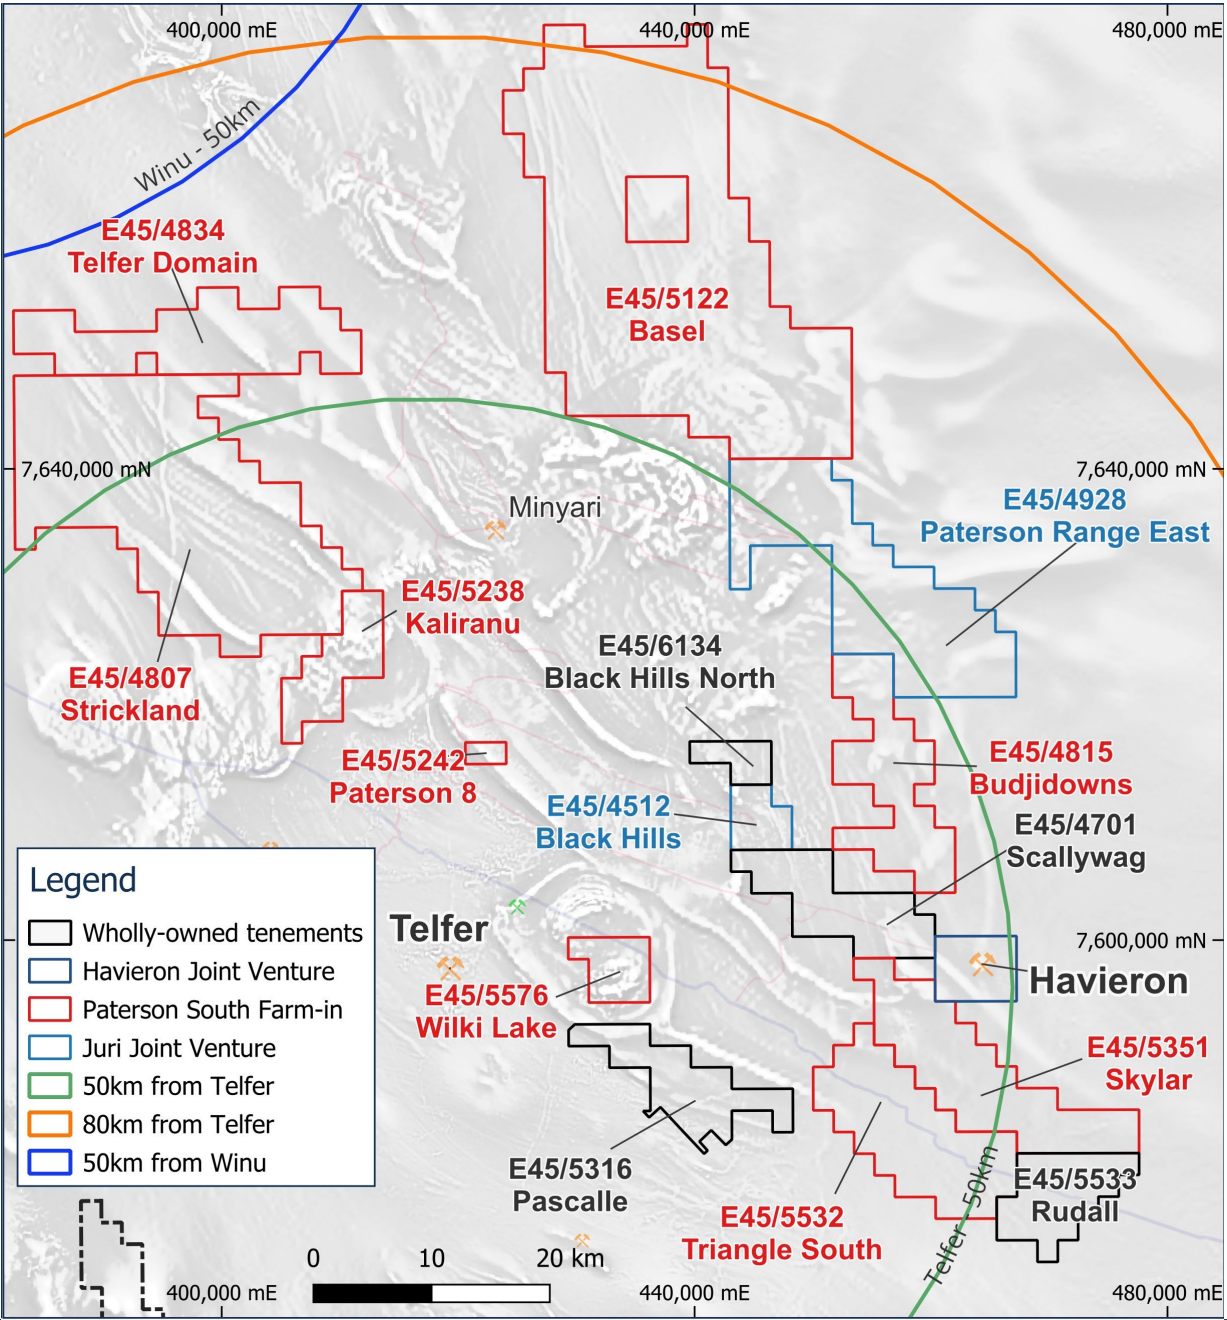 400,000 mE
440,000 mE
480,000 mE
Winu - 50km
E45/4834
Telfer Domain
E45/5122
Basel
7,640,000 mN
7,640,000 mN
E45/4928
Paterson Range East
Minyari
E45/5238
Kaliranu
E45/6134
Black Hills North
E45/4807
Strickland
E45/5242
Paterson 8
E45/4815
Budjidowns
E45/4512
Black Hills
E45/4701
Scallywag
Legend
Wholly-owned tenements
Havieron Joint Venture
Paterson South Farm-in
Juri Joint Venture
50km from Telfer
80km from Telfer
50km from Winu
Telfer
7,600,000 mN
Havieron
E45/5576
Wilki Lake
E45/5351
Skylar
E45/5316
Pascalle
E45/5533
Rudall
E45/5532
Triangle South
Telfer - 50km
0 10 20 km
400,000 mE
440,000 mE
480,000 mE